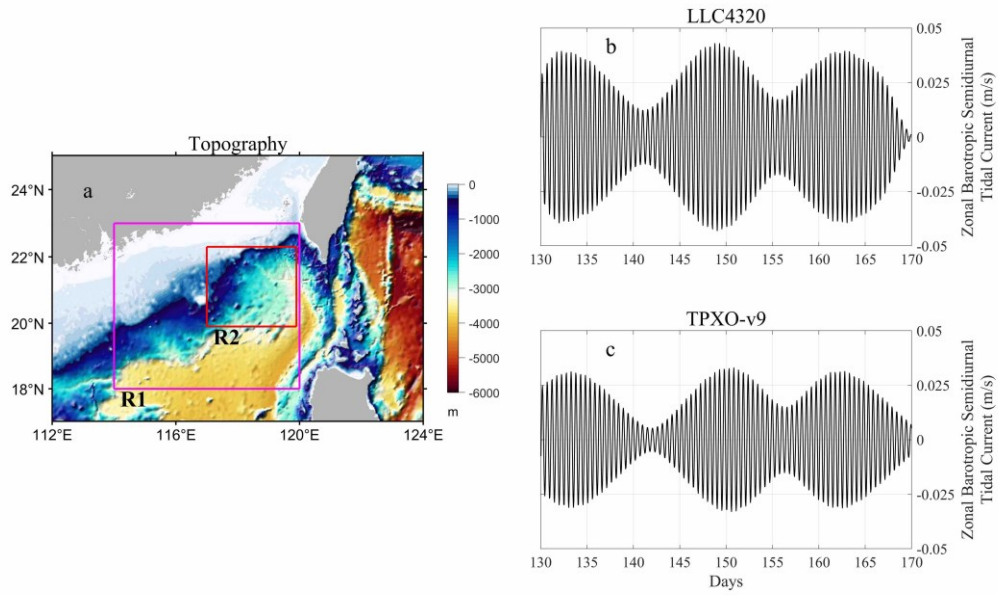 Topography
a
24°N
22°N
20°N
18°N
112°E
116°E
120°E
124°E
R1
R2
0
-1000
-2000
-3000
-4000
-5000
-6000
m
LLC4320
b
0.05
0.025
0
-0.025
-0.05
130 135 140 145 150 155 160 165 170
Zonal Barotropic Semidiurnal
Tidal Current (m/s)
TPXO-v9
c
0.05
0.025
0
-0.025
-0.05
130 135 140 145 150 155 160 165 170
Days
Zonal Barotropic Semidiurnal
Tidal Current (m/s)